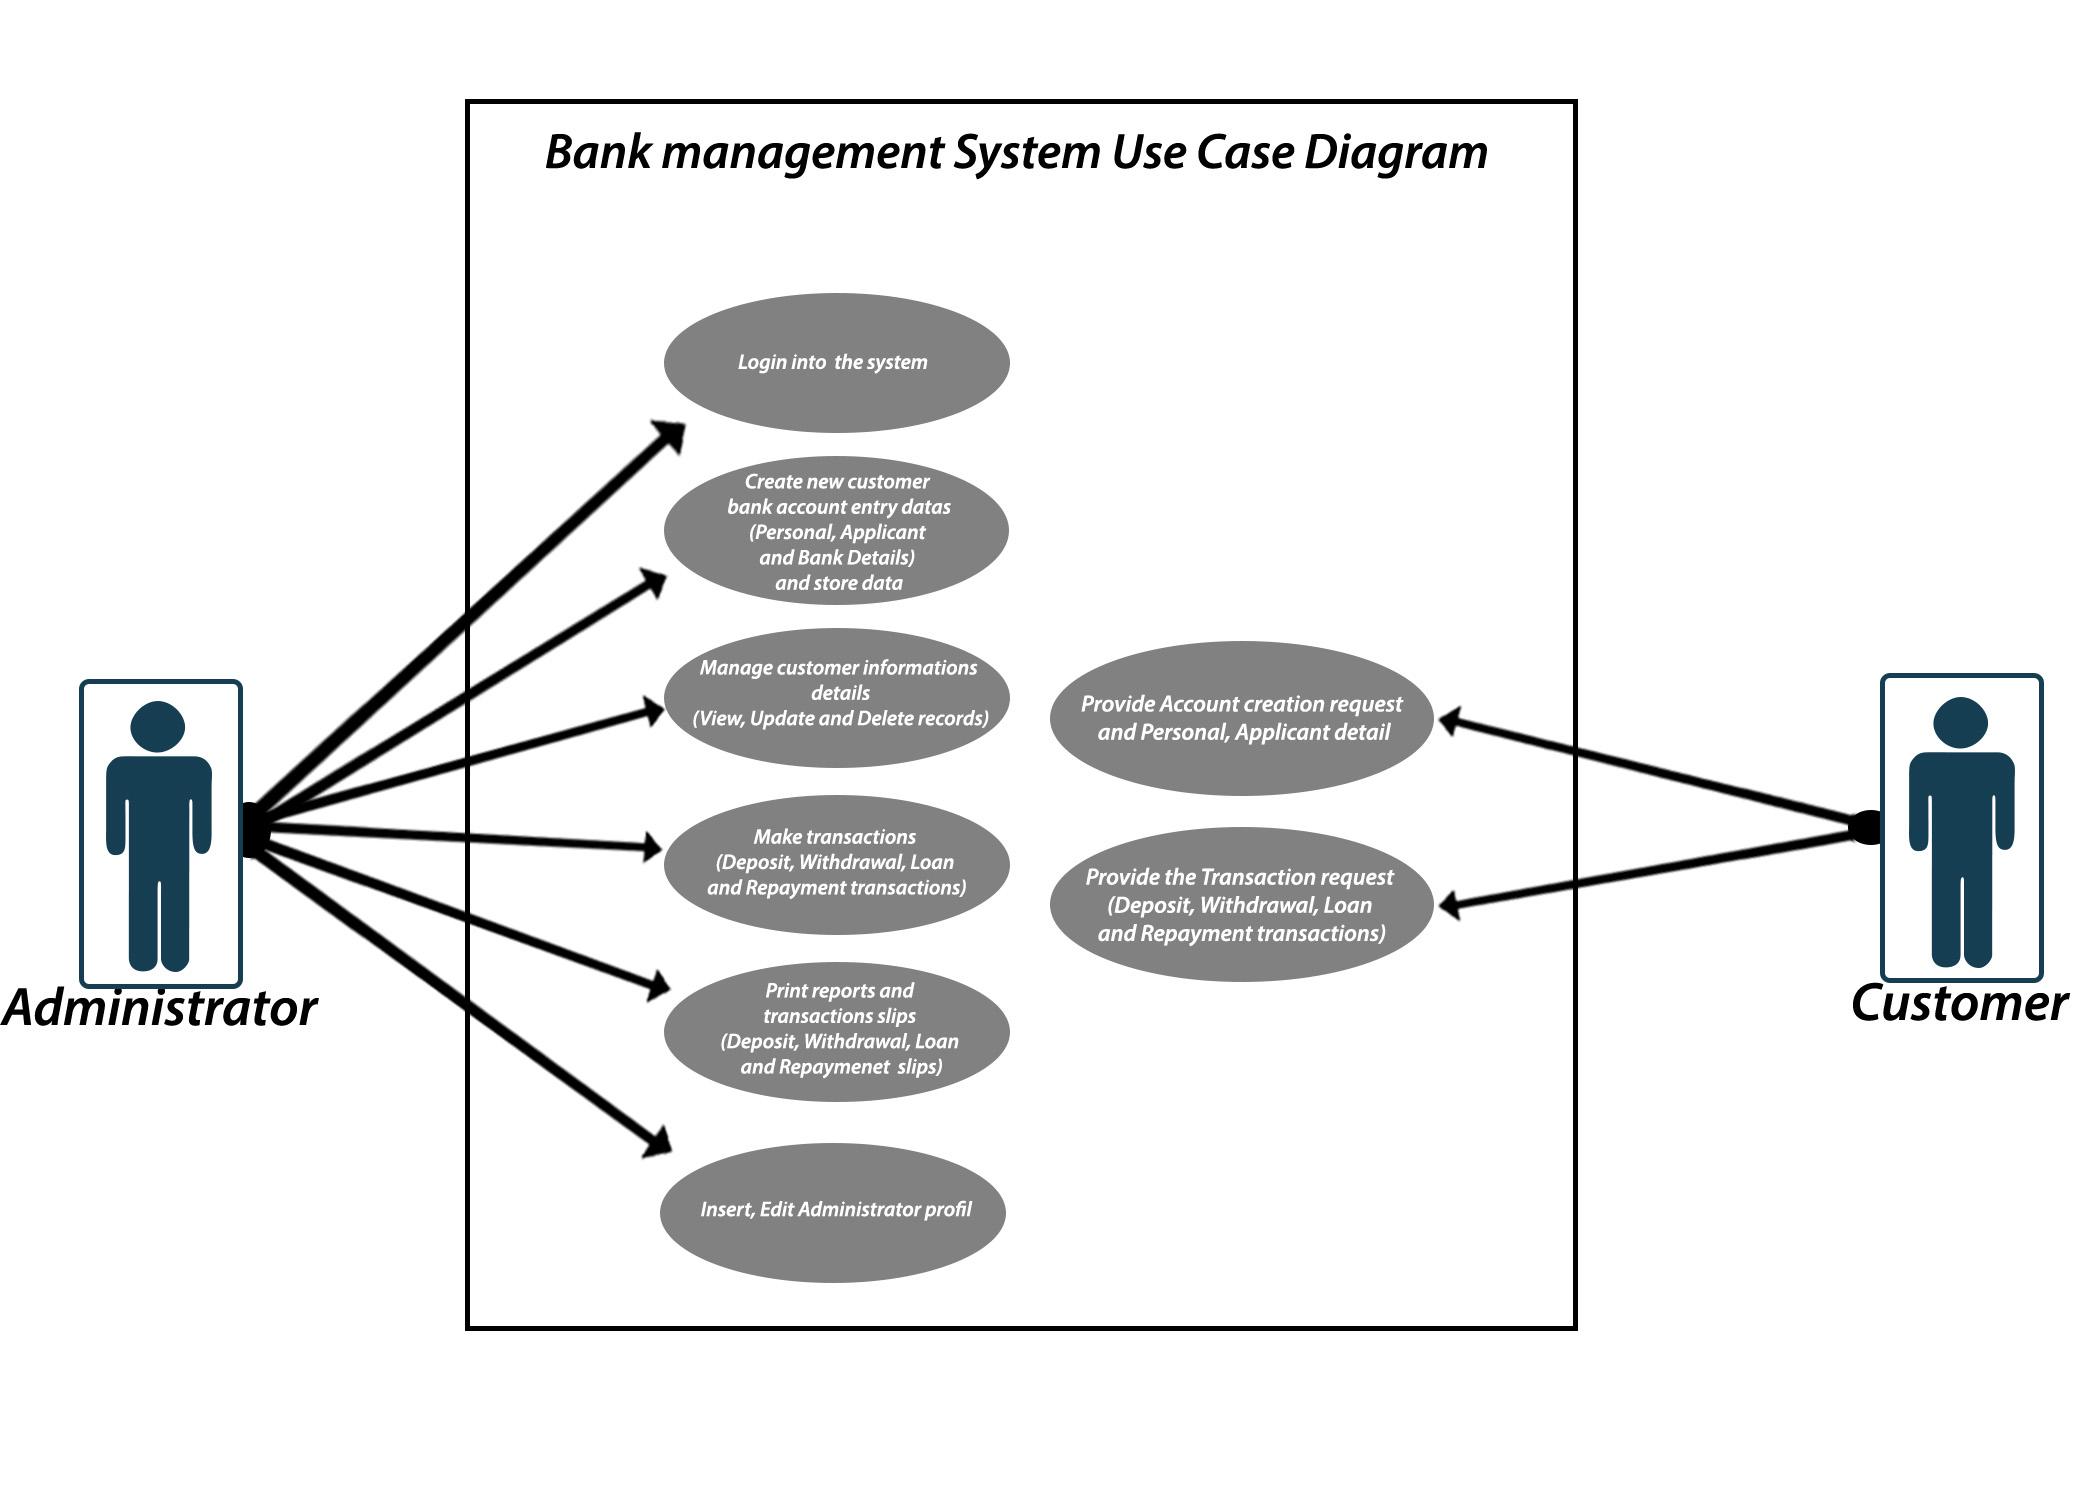 Bank management System Use Case Diagram
Login into  the system
Create new customer
bank account entry datas
(Personal, Applicant
and Bank Details)
and store data
Manage customer informations
details
(View, Update and Delete records)
Make transactions
(Deposit, Withdrawal, Loan
and Repayment transactions)
Print reports and
transactions slips
(Deposit, Withdrawal, Loan
and Repaymenet  slips)
Insert, Edit Administrator profil
Provide Account creation request
and Personal, Applicant detail
Provide the Transaction request
(Deposit, Withdrawal, Loan
and Repayment transactions)
Administrator
Customer